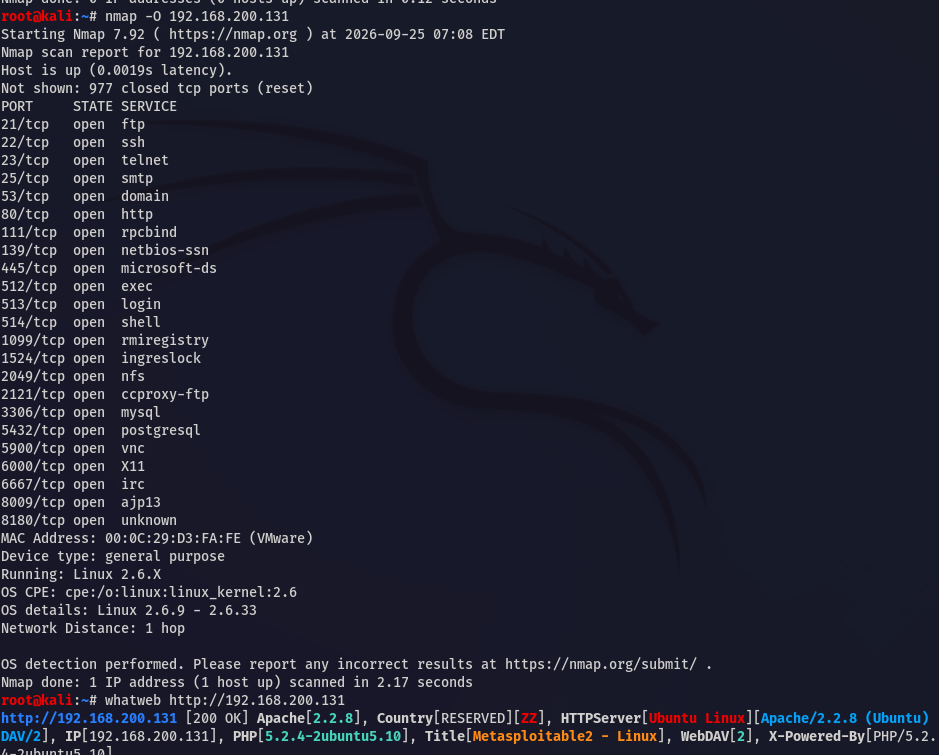 Nmap done: 0 IP addresses (0 hosts up) scanned in 0.12 seconds
root@kali:~# nmap -O 192.168.200.131
Starting Nmap 7.92 ( https://nmap.org ) at 2026-09-25 07:08 EDT
Nmap scan report for 192.168.200.131
Host is up (0.0019s latency).
Not shown: 977 closed tcp ports (reset)
PORT     STATE SERVICE
21/tcp   open  ftp
22/tcp   open  ssh
23/tcp   open  telnet
25/tcp   open  smtp
53/tcp   open  domain
80/tcp   open  http
111/tcp  open  rpcbind
139/tcp  open  netbios-ssn
445/tcp  open  microsoft-ds
512/tcp  open  exec
513/tcp  open  login
514/tcp  open  shell
1099/tcp open  rmiregistry
1524/tcp open  ingreslock
2049/tcp open  nfs
2121/tcp open  ccproxy-ftp
3306/tcp open  mysql
5432/tcp open  postgresql
5900/tcp open  vnc
6000/tcp open  X11
6667/tcp open  irc
8009/tcp open  ajp13
8180/tcp open  unknown
MAC Address: 00:0C:29:D3:FA:FE (VMware)
Device type: general purpose
Running: Linux 2.6.X
OS CPE: cpe:/o:linux:linux_kernel:2.6
OS details: Linux 2.6.9 - 2.6.33
Network Distance: 1 hop
OS detection performed. Please report any incorrect results at https://nmap.org/submit/ .
Nmap done: 1 IP address (1 host up) scanned in 2.17 seconds
root@kali:~# whatweb http://192.168.200.131
http://192.168.200.131 [200 OK] Apache[2.2.8], Country[RESERVED][ZZ], HTTPServer[Ubuntu Linux][Apache/2.2.8 (Ubuntu)
DAV/2], IP[192.168.200.131], PHP[5.2.4-2ubuntu5.10], Title[Metasploitable2 - Linux], WebDAV[2], X-Powered-By[PHP/5.2.
4-2ubuntu5.10]